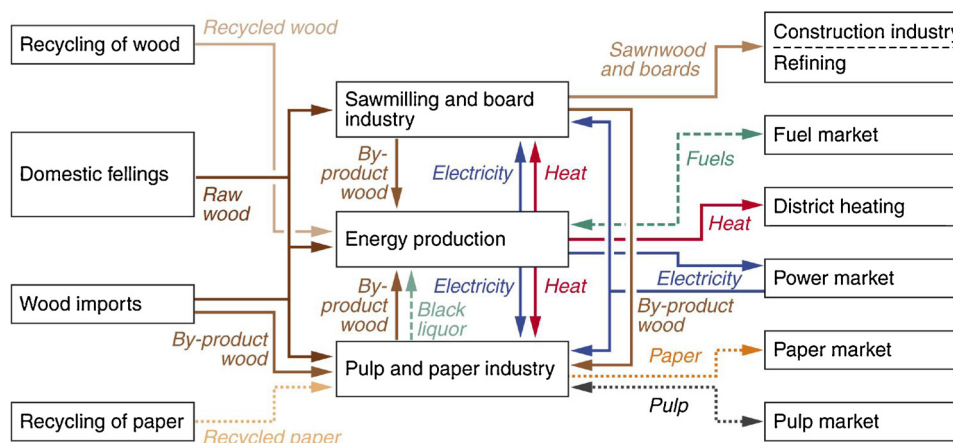 Recycling of wood
Recycled wood
Construction industry
Refining
Sawnwood
and boards
Sawmilling and board
industry
Domestic fellings
Raw
wood
By-
product
wood
Electricity
Heat
Fuels
Fuel market
Energy production
Heat
District heating
Wood imports
By-product
wood
By-
product
wood
Black
liquor
Electricity
Heat
Electricity
Power market
By-product
wood
Pulp and paper industry
Paper
Paper market
Recycling of paper
Recycled paper
Pulp
Pulp market